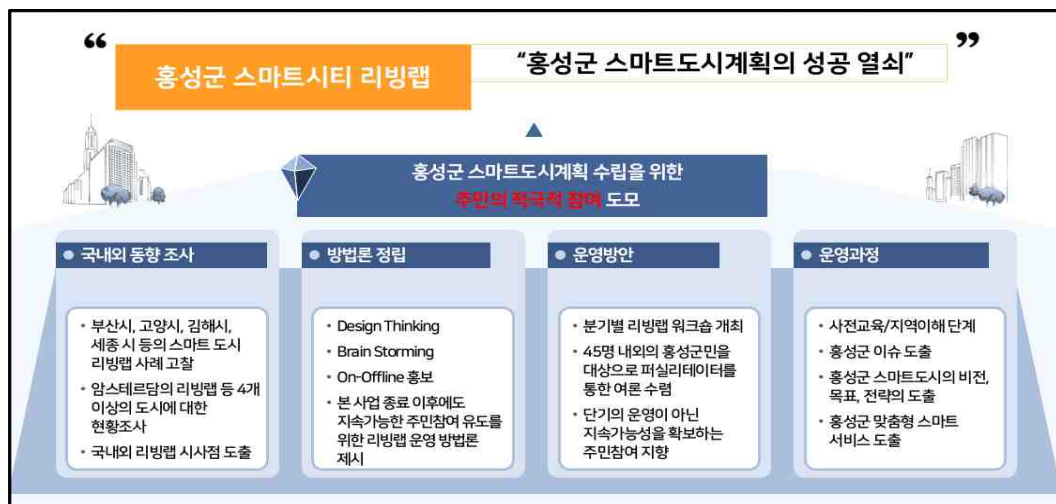 “ ”
홍성군 스마트시티 리빙랩
“홍성군 스마트도시계획의 성공 열쇠”
홍성군 스마트도시계획 수립을 위한
주민의 적극적 참여 도모
● 국내외 동향 조사
• 부산시, 고양시, 김해시,
세종 시 등의 스마트 도시
리빙랩 사례 고찰
• 암스테르담의 리빙랩 등 4개
이상의 도시에 대한
현황조사
• 국내외 리빙랩 시사점 도출
● 방법론 정립
• Design Thinking
• Brain Storming
• On-Offline 홍보
• 본 사업 종료 이후에도
지속가능한 주민참여 유도를
위한 리빙랩 운영 방법론
제시
● 운영방안
• 분기별 리빙랩 워크숍 개최
• 45명 내외의 홍성군민을
대상으로 퍼실리테이터를
통한 여론 수렴
• 단기의 운영이 아닌
지속가능성을 확보하는
주민참여 지향
● 운영과정
• 사전교육/지역이해 단계
• 홍성군 이슈 도출
• 홍성군 스마트도시의 비전,
목표, 전략의 도출
• 홍성군 맞춤형 스마트
서비스 도출